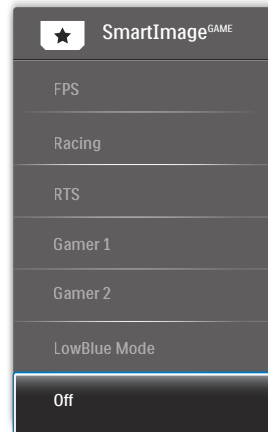 SmartImageGAME
FPS
Racing
RTS
Gamer 1
Gamer 2
LowBlue Mode
Off